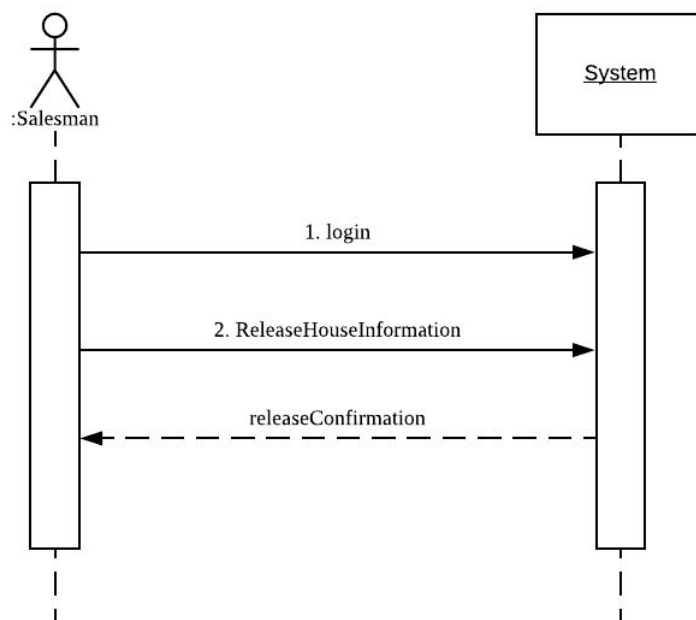 System
:Salesman
1. login
2. ReleaseHouseInformation
releaseConfirmation